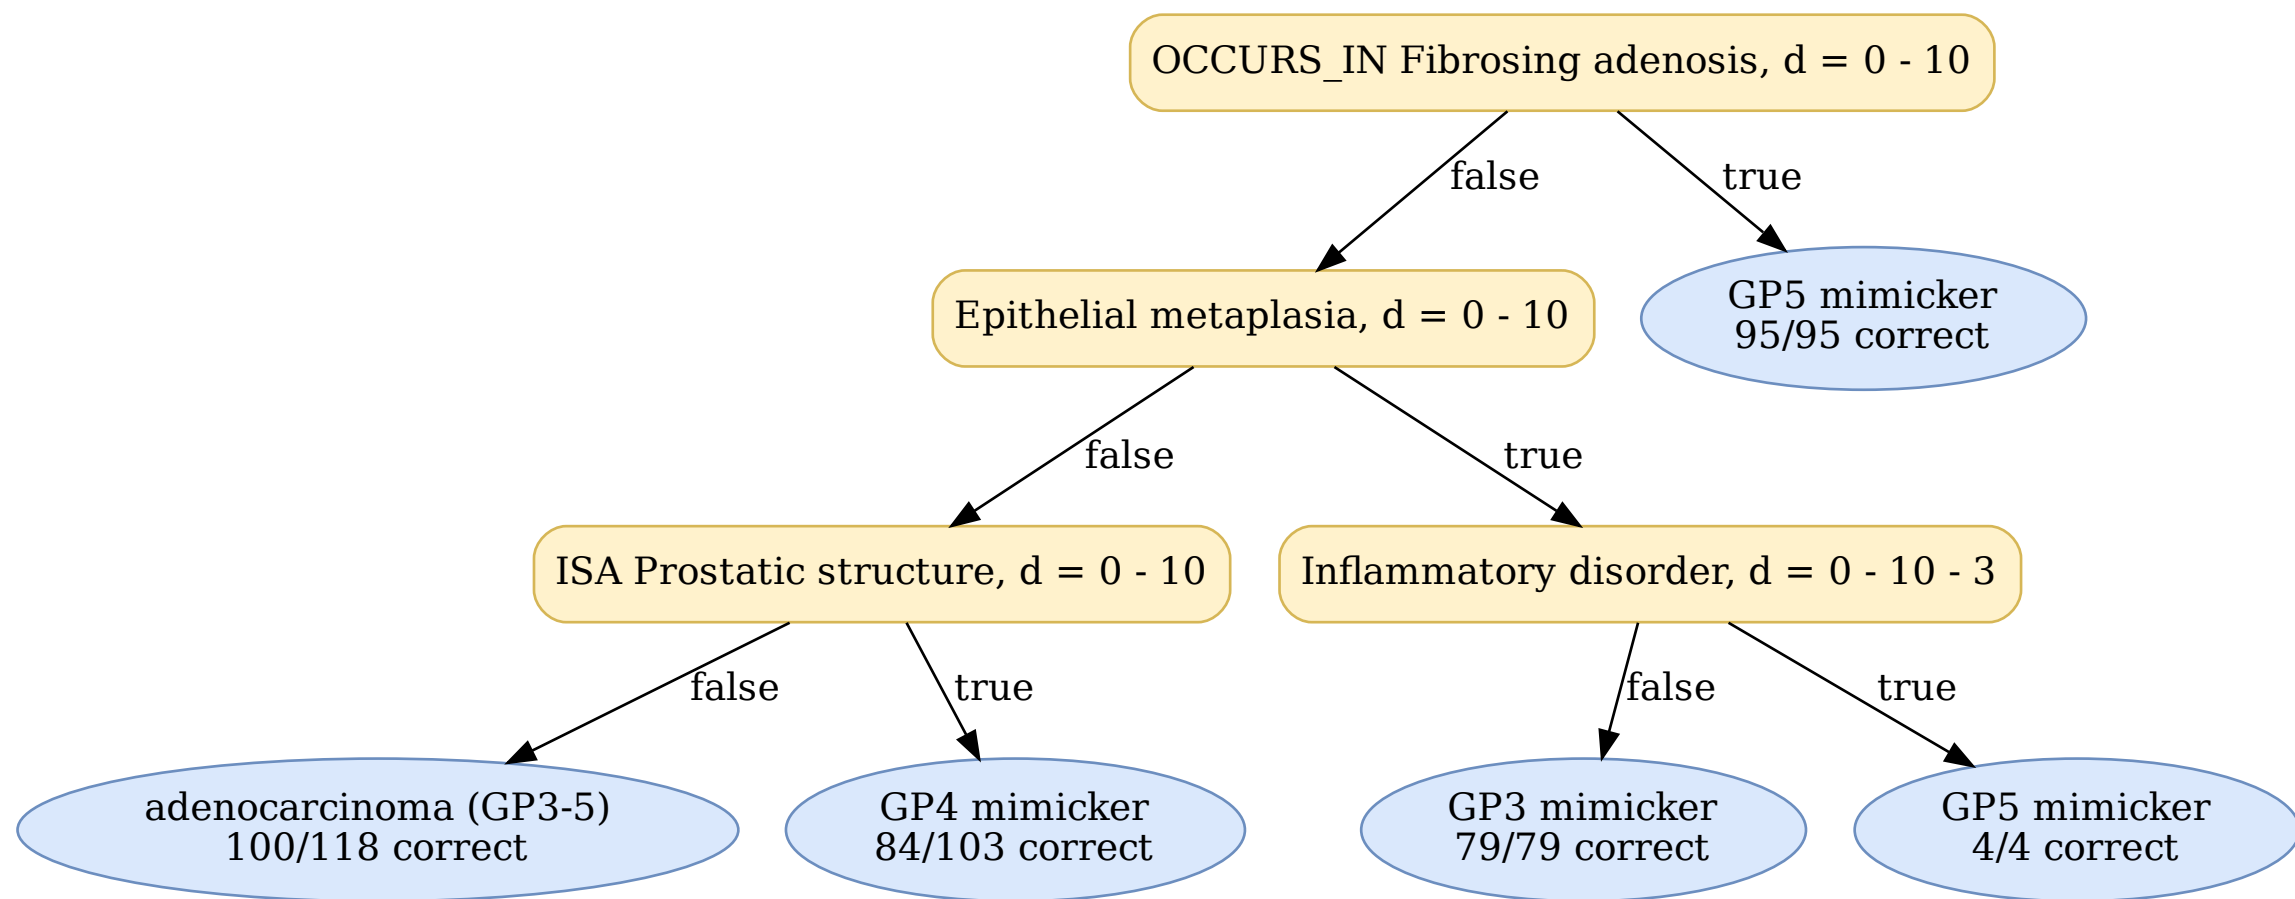 OCCURS_IN Fibrosing adenosis, d = 0 - 10
false
true
Epithelial metaplasia, d = 0 - 10
GP5 mimicker
95/95 correct
false
true
ISA Prostatic structure, d = 0 - 10
Inflammatory disorder, d = 0 - 10 - 3
false
true
false
true
adenocarcinoma (GP3-5)
100/118 correct
GP4 mimicker
84/103 correct
GP3 mimicker
79/79 correct
GP5 mimicker
4/4 correct